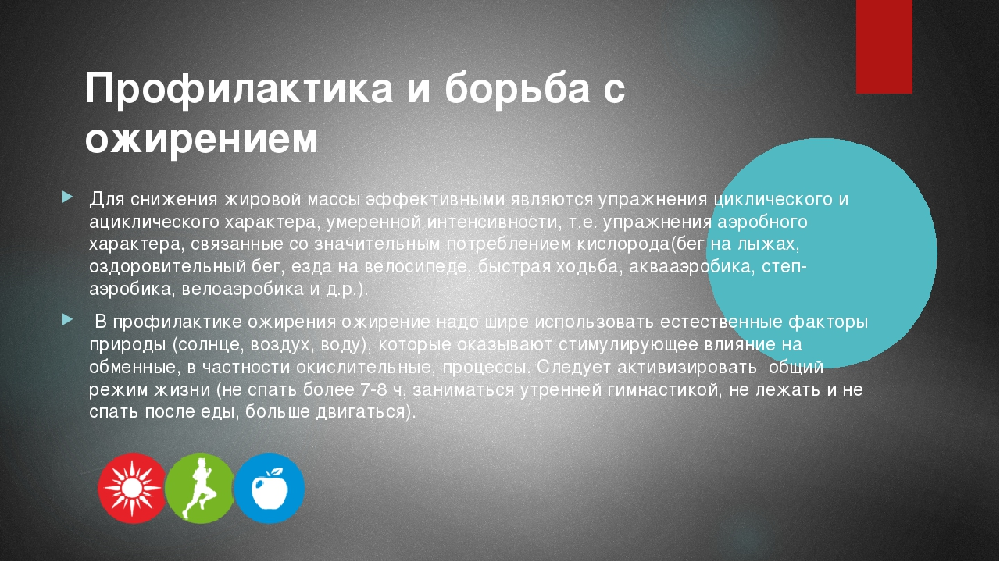 Профилактика и борьба с
ожирением
Для снижения жировой массы эффективными являются упражнения циклического и
ациклического характера, умеренной интенсивности, т.е. упражнения аэробного
характера, связанные со значительным потреблением кислорода(бег на лыжах,
оздоровительный бег, езда на велосипеде, быстрая ходьба, аквааэробика, степ-
аэробика, велоаэробика и д.р.).
В профилактике ожирения ожирение надо шире использовать естественные факторы
природы (солнце, воздух, воду), которые оказывают стимулирующее влияние на
обменные, в частности окислительные, процессы. Следует активизировать  общий
режим жизни (не спать более 7-8 ч, заниматься утренней гимнастикой, не лежать и не
спать после еды, больше двигаться).